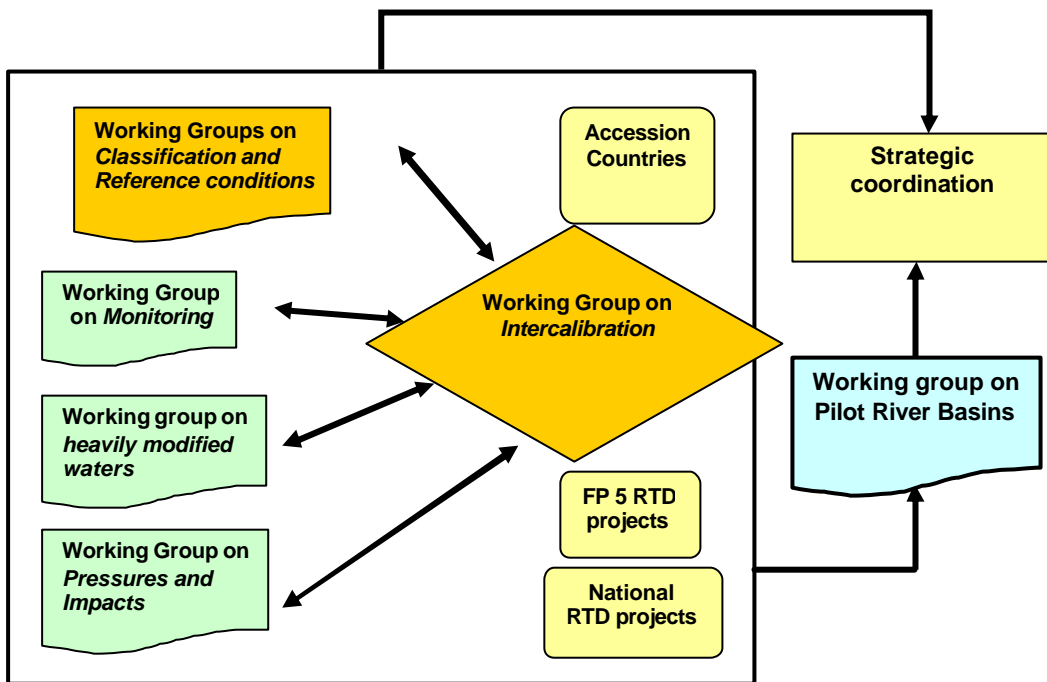 Working Groups on
Classification and
Reference conditions
Accession
Countries
Strategic
coordination
Working Group
on Monitoring
Working Group on
Intercalibration
Working group on
Pilot River Basins
Working group on
heavily modified
waters
FP 5 RTD
projects
Working Group on
Pressures and
Impacts
National
RTD projects